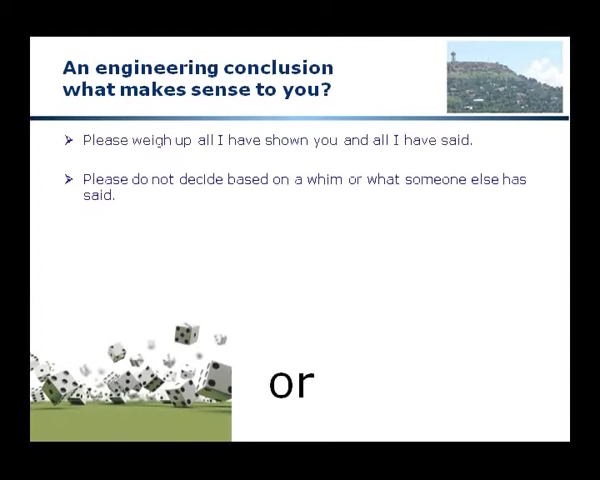 An engineering conclusion
what makes sense to you?
Please weigh up all I have shown you and all I have said.
Please do not decide based on a whim or what someone else has
said.
or